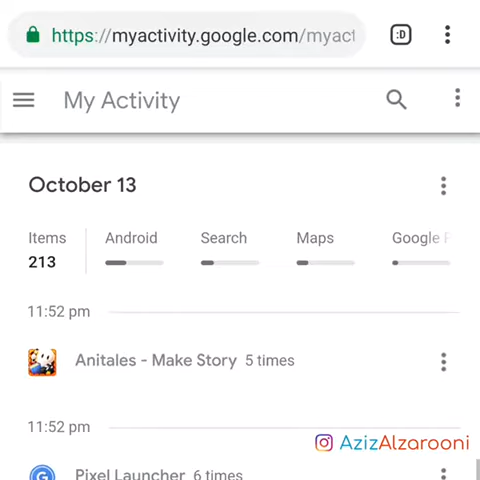 https://myactivity.google.com/myact
:D
My Activity
October 13
Items Android Search Maps Google
213
11:52 pm
Anitales - Make Story 5 times
11:52 pm
AzizAlzarooni
Pixel Launcher 6 times